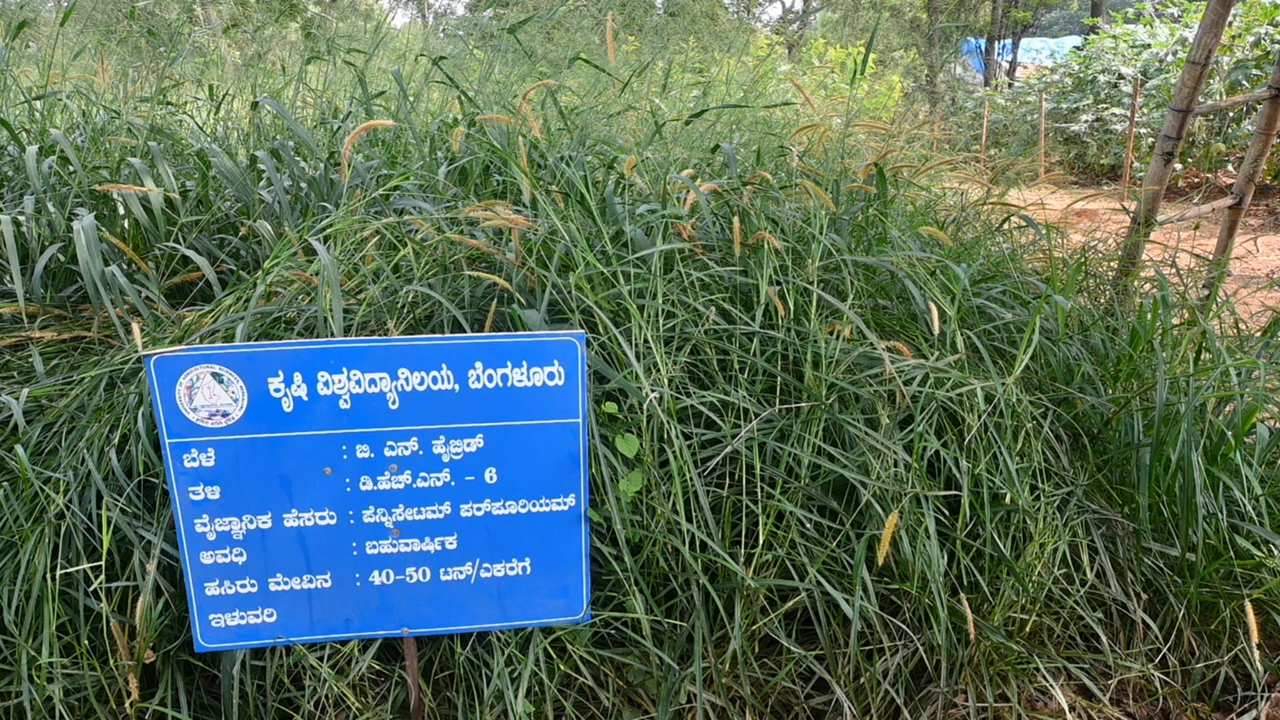 ಕೃಷಿ ವಿಶ್ವವಿದ್ಯಾನಿಲಯ, ಬೆಂಗಳೂರು
ಬೆಳೆ : ಬಿ. ಎನ್. ಹೈಬ್ರಿಡ್
ತಳಿ : ಡಿ.ಹೆಚ್.ಎನ್. - 6
ವೈಜ್ಞಾನಿಕ ಹೆಸರು : ಪೆನ್ನಿಸೇಟಮ್ ಪರ್‌ಪೂರಿಯಮ್
ಅವಧಿ : ಬಹುವಾರ್ಷಿಕ
ಹಸಿರು ಮೇವಿನ : 40-50 ಟನ್/ಎಕರೆಗೆ
ಇಳುವರಿ